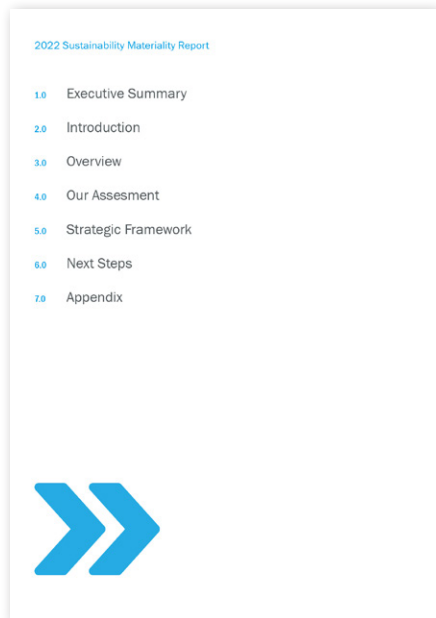 2022 Sustainability Materiality Report
1.0 Executive Summary
2.0 Introduction
3.0 Overview
4.0 Our Assesment
5.0 Strategic Framework
6.0 Next Steps
7.0 Appendix